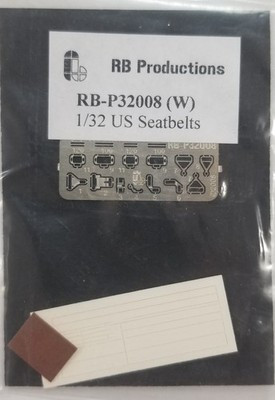 RB Productions
RB-P32008 (W)
1/32 US Seatbelts
RB-P32008